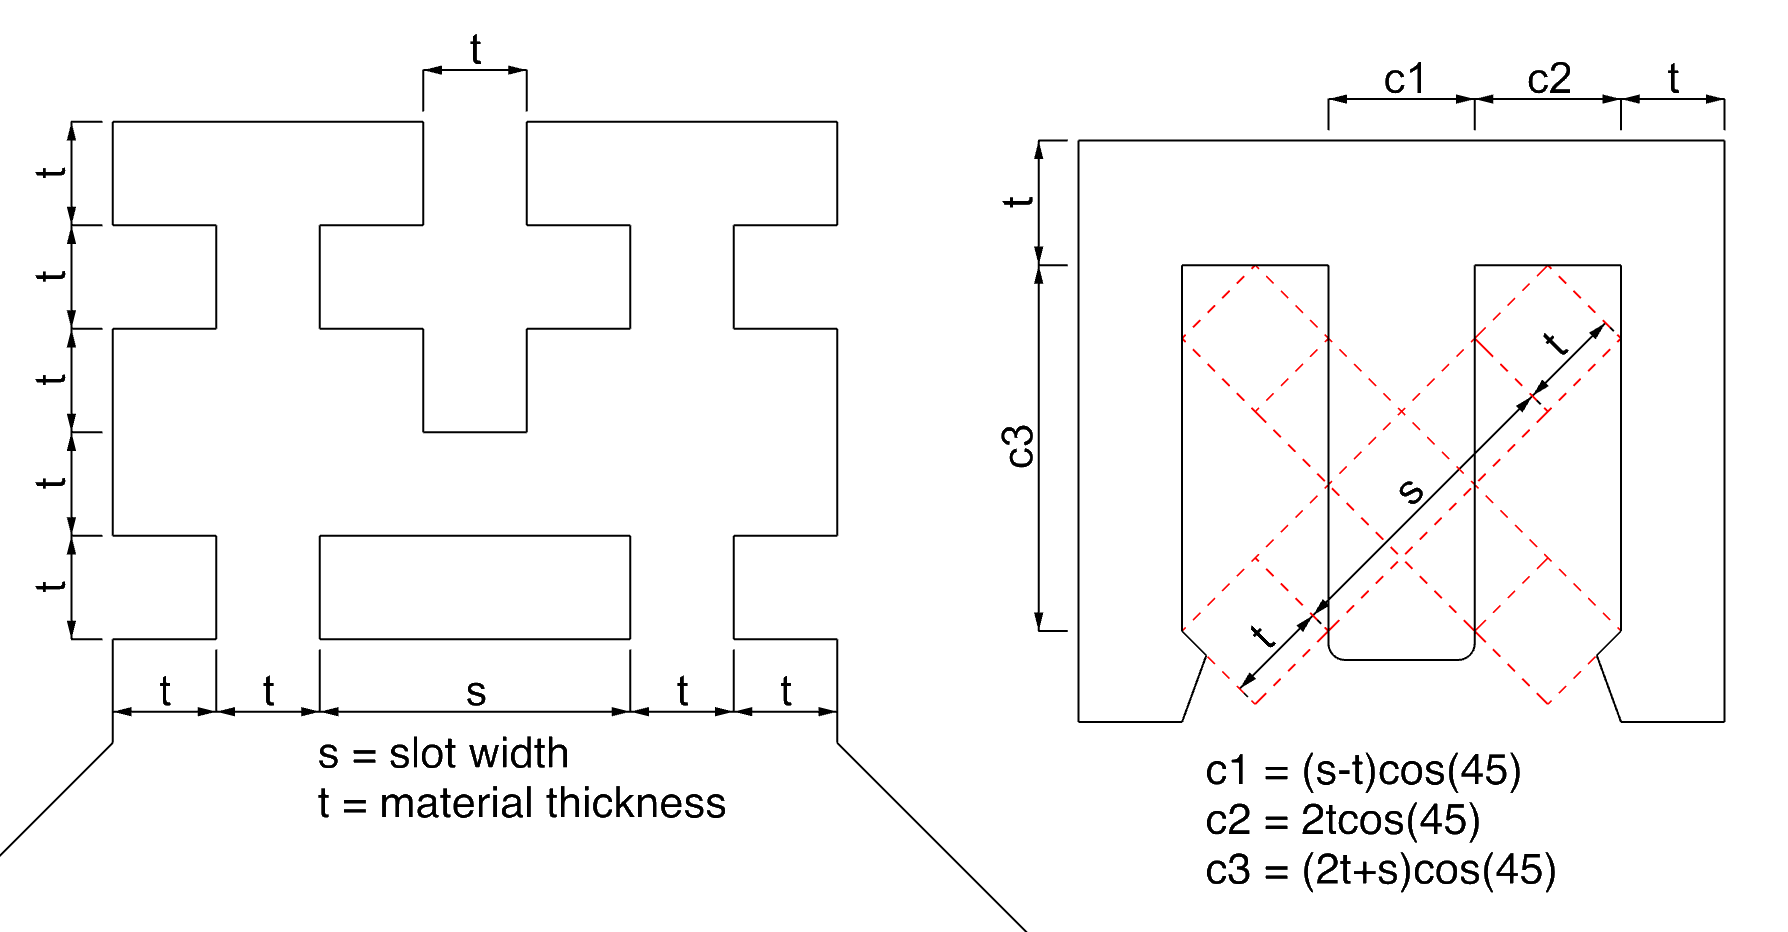 t
t
t
t
t
t
t
t
s
t
t
s = slot width
t = material thickness
c1
c2
t
t
c3
t
s
t
c1 = (s-t)cos(45)
c2 = 2tcos(45)
c3 = (2t+s)cos(45)